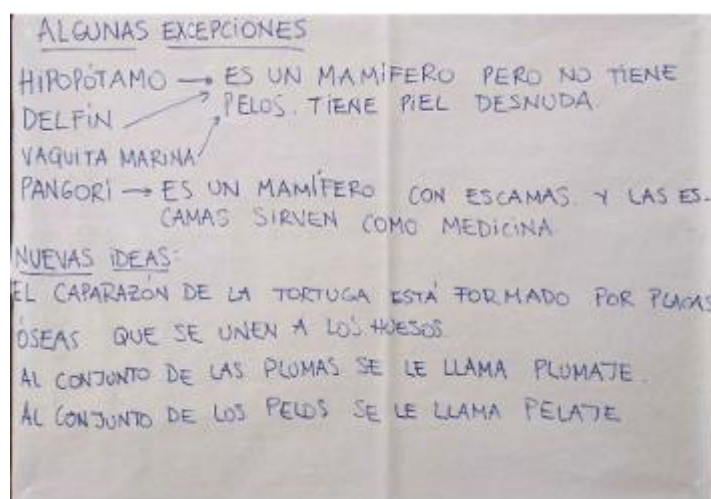 ALGUNAS EXCEPCIONES
HIPOPÓTAMO → ES UN MAMÍFERO PERO NO TIENE
DELFÍN PELOS. TIENE PIEL DESNUDA.
VAQUITA MARINA
PANGORÍ → ES UN MAMÍFERO CON ESCAMAS Y LAS ES-
CAMAS SIRVEN COMO MEDICINA
NUEVAS IDEAS:
EL CAPARAZÓN DE LA TORTUGA ESTÁ FORMADO POR PLACAS
ÓSEAS QUE SE UNEN A LOS HUESOS.
AL CONJUNTO DE LAS PLUMAS SE LE LLAMA PLUMAJE.
AL CONJUNTO DE LOS PELOS SE LE LLAMA PELAJE